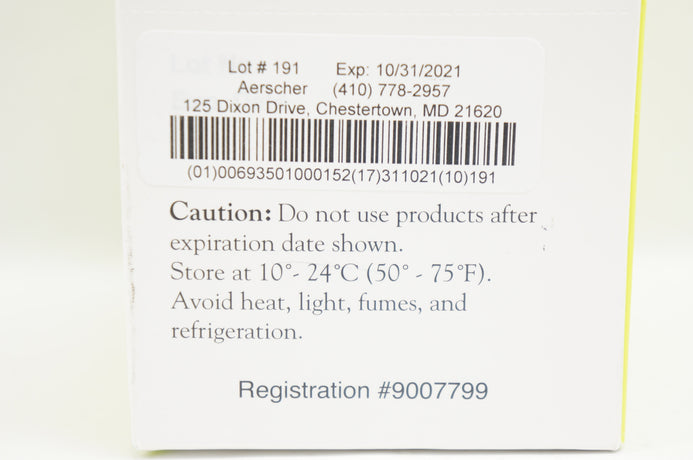 Lot # 191 Exp: 10/31/2021
Aerscher (410) 778-2957
125 Dixon Drive, Chestertown, MD 21620
(01)00693501000152(17)311021(10)191
Caution: Do not use products after
expiration date shown.
Store at 10°- 24°C (50° - 75°F).
Avoid heat, light, fumes, and
refrigeration.
Registration #9007799